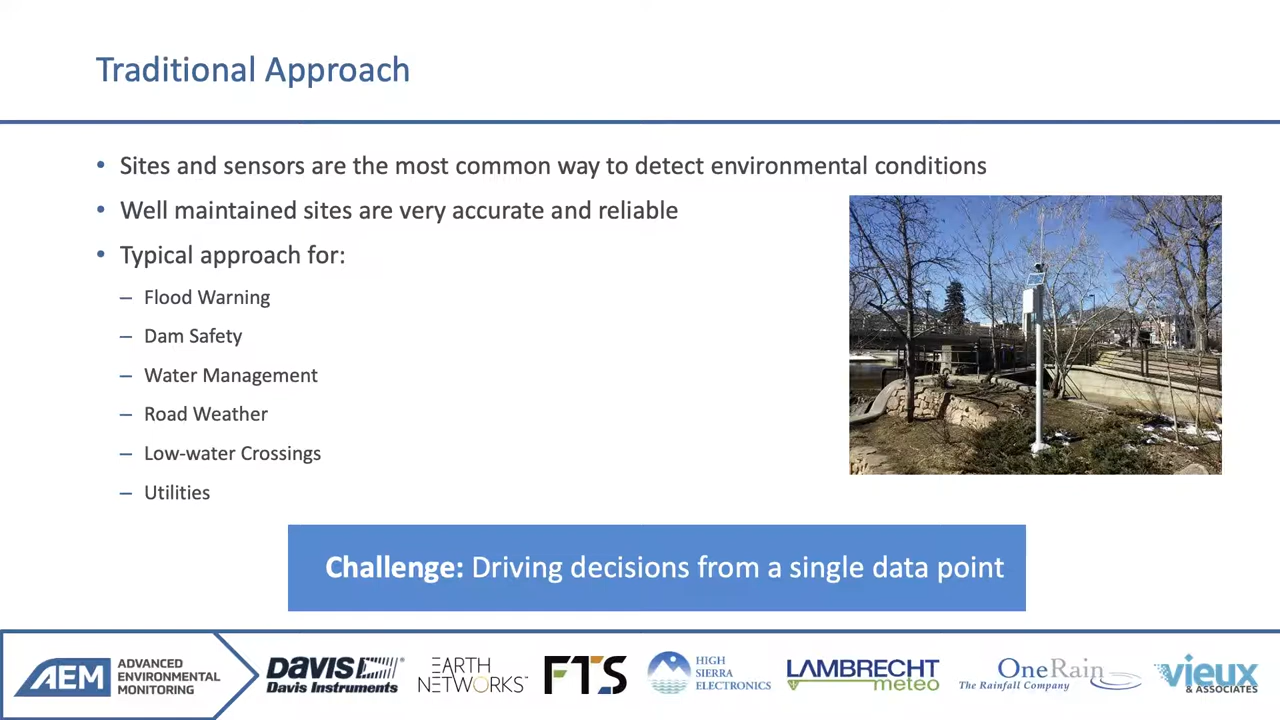 Traditional Approach
• Sites and sensors are the most common way to detect environmental conditions
• Well maintained sites are very accurate and reliable
• Typical approach for:
– Flood Warning
– Dam Safety
– Water Management
– Road Weather
– Low-water Crossings
– Utilities
Challenge: Driving decisions from a single data point
AEM
ADVANCED
ENVIRONMENTAL
MONITORING
DAVIS
Davis Instruments
EARTH
NETWORKS
FTS
HIGH
SIERRA
ELECTRONICS
LAMBRECHT
meteo
OneRain
The Rainfall Company
vieux
& ASSOCIATES